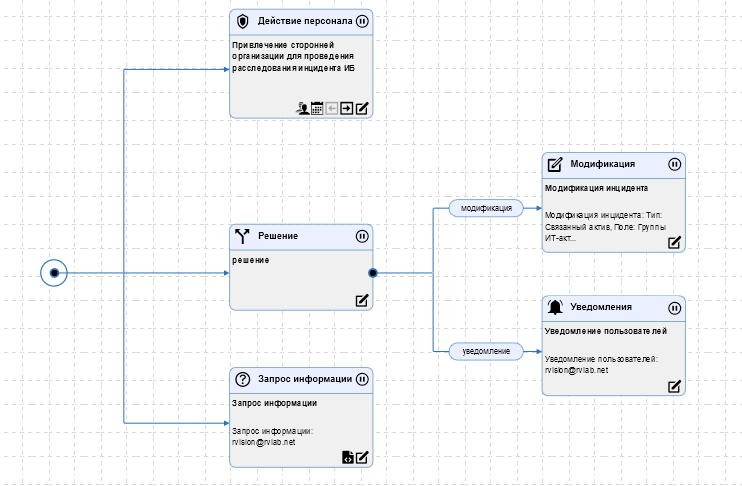 Действие персонала
Привлечение сторонней
организации для проведения
расследования инцидента ИБ
Решение
решение
Запрос информации
Запрос информации
Запрос информации:
rvision@rvlab.net
модификация
уведомление
Модификация
Модификация инцидента
Модификация инцидента: Тип:
Связанный актив, Поле: Группы
ИТ-акт...
Уведомления
Уведомление пользователей
Уведомление пользователей:
rvision@rvlab.net